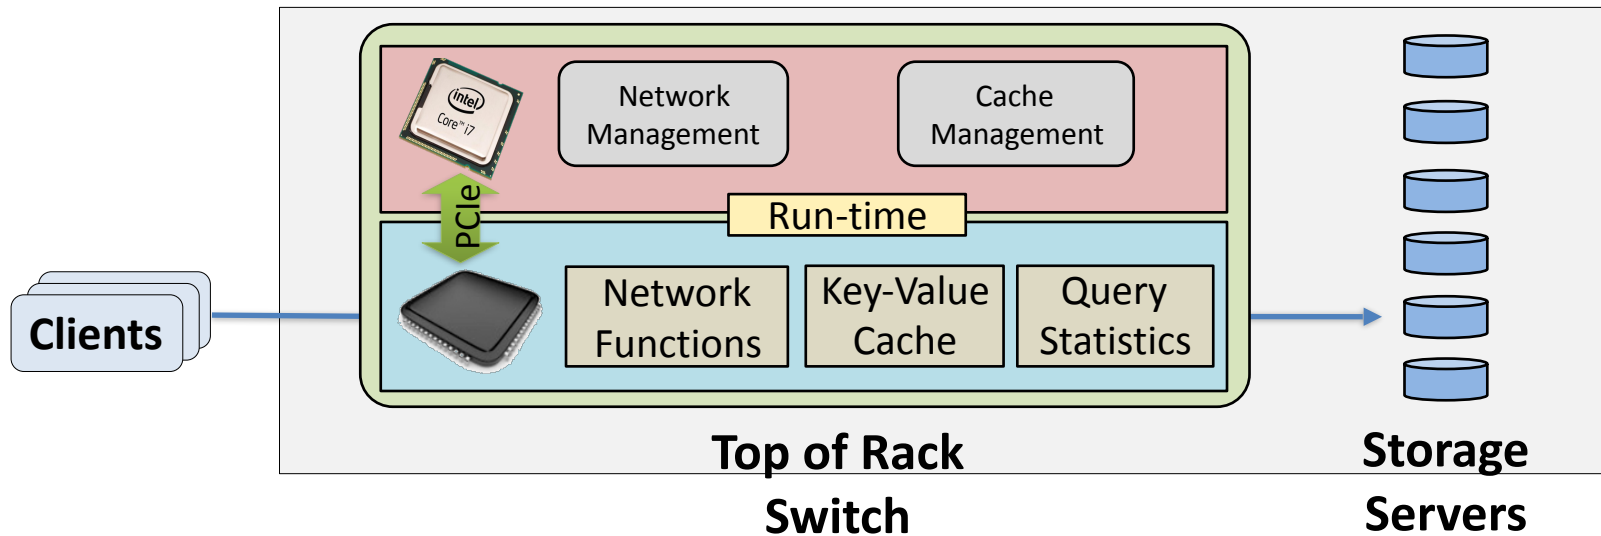 intel
Core™ i7
Network
Management
Cache
Management
PCIe
Run-time
Clients
Network
Functions
Key-Value
Cache
Query
Statistics
Top of Rack
Switch
Storage
Servers